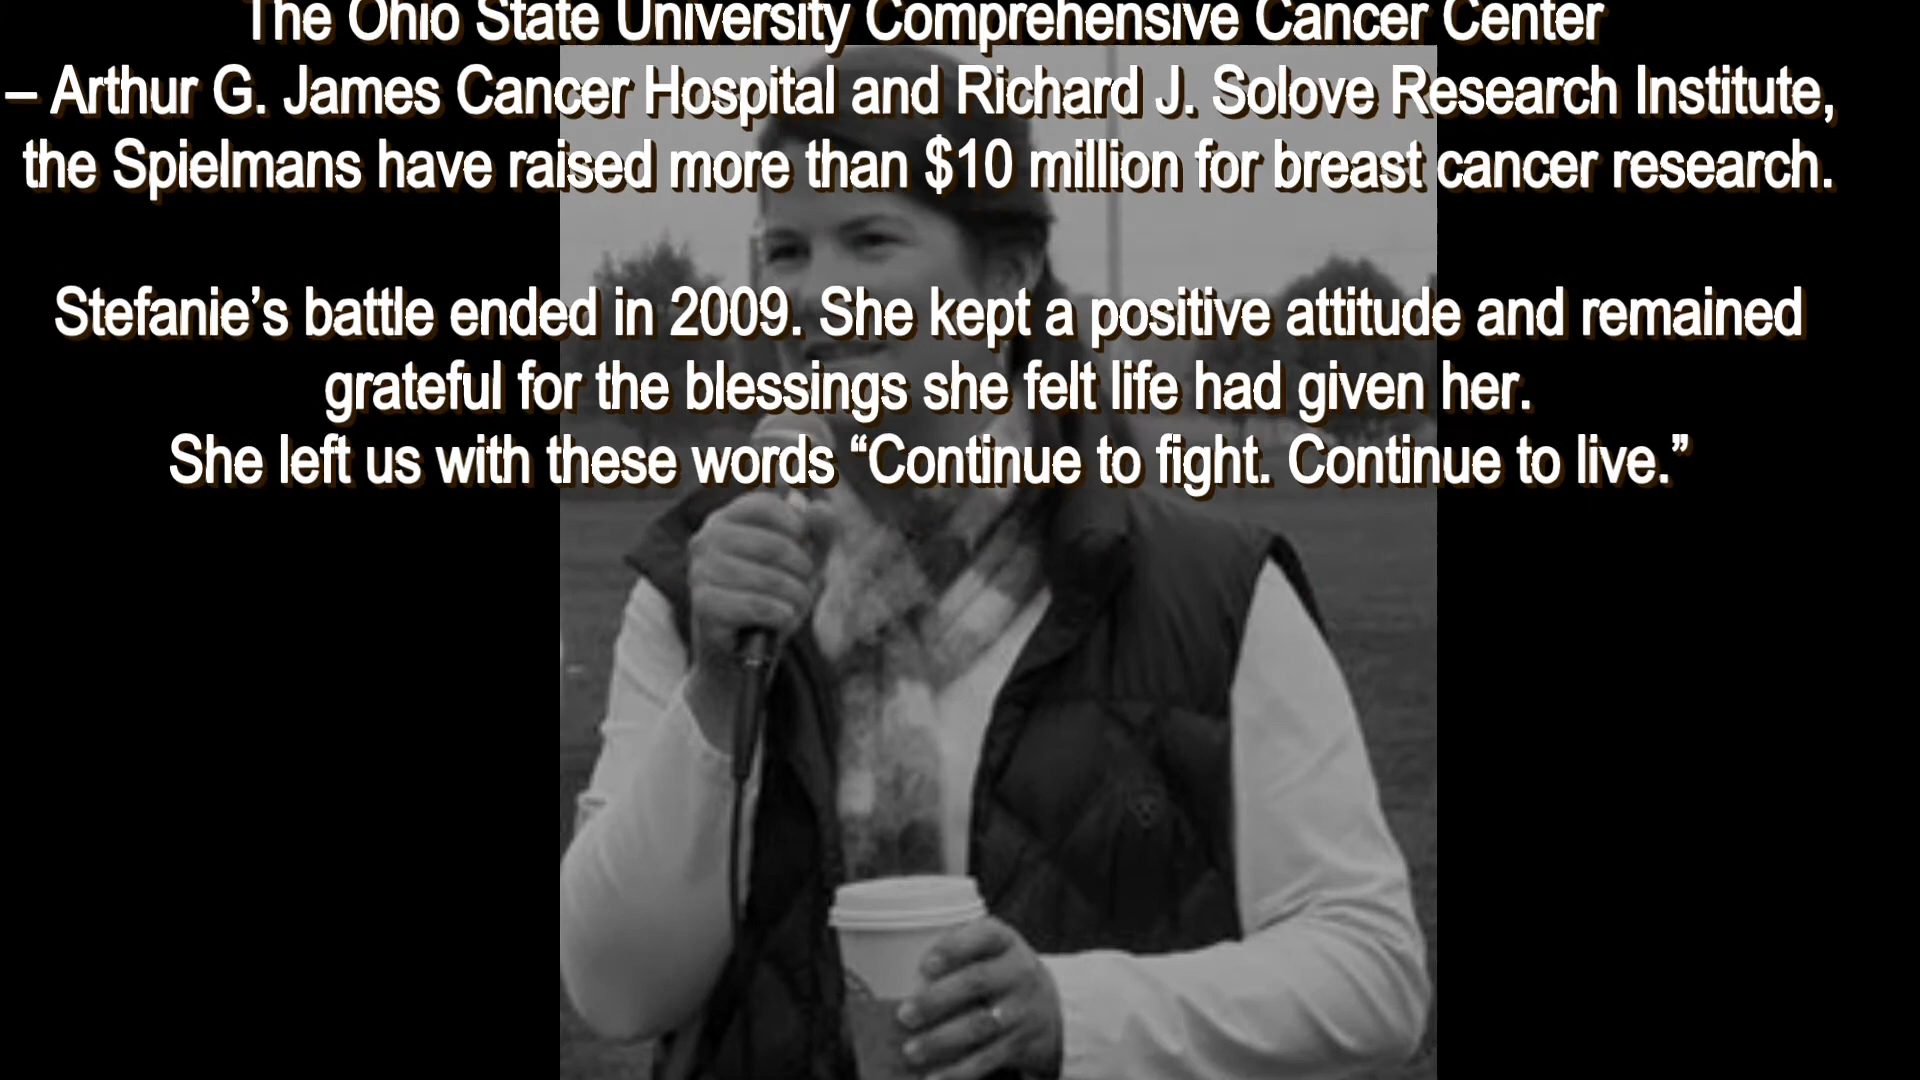 The Ohio State University Comprehensive Cancer Center
– Arthur G. James Cancer Hospital and Richard J. Solove Research Institute,
the Spielmans have raised more than $10 million for breast cancer research.
Stefanie’s battle ended in 2009. She kept a positive attitude and remained
grateful for the blessings she felt life had given her.
She left us with these words “Continue to fight. Continue to live.”